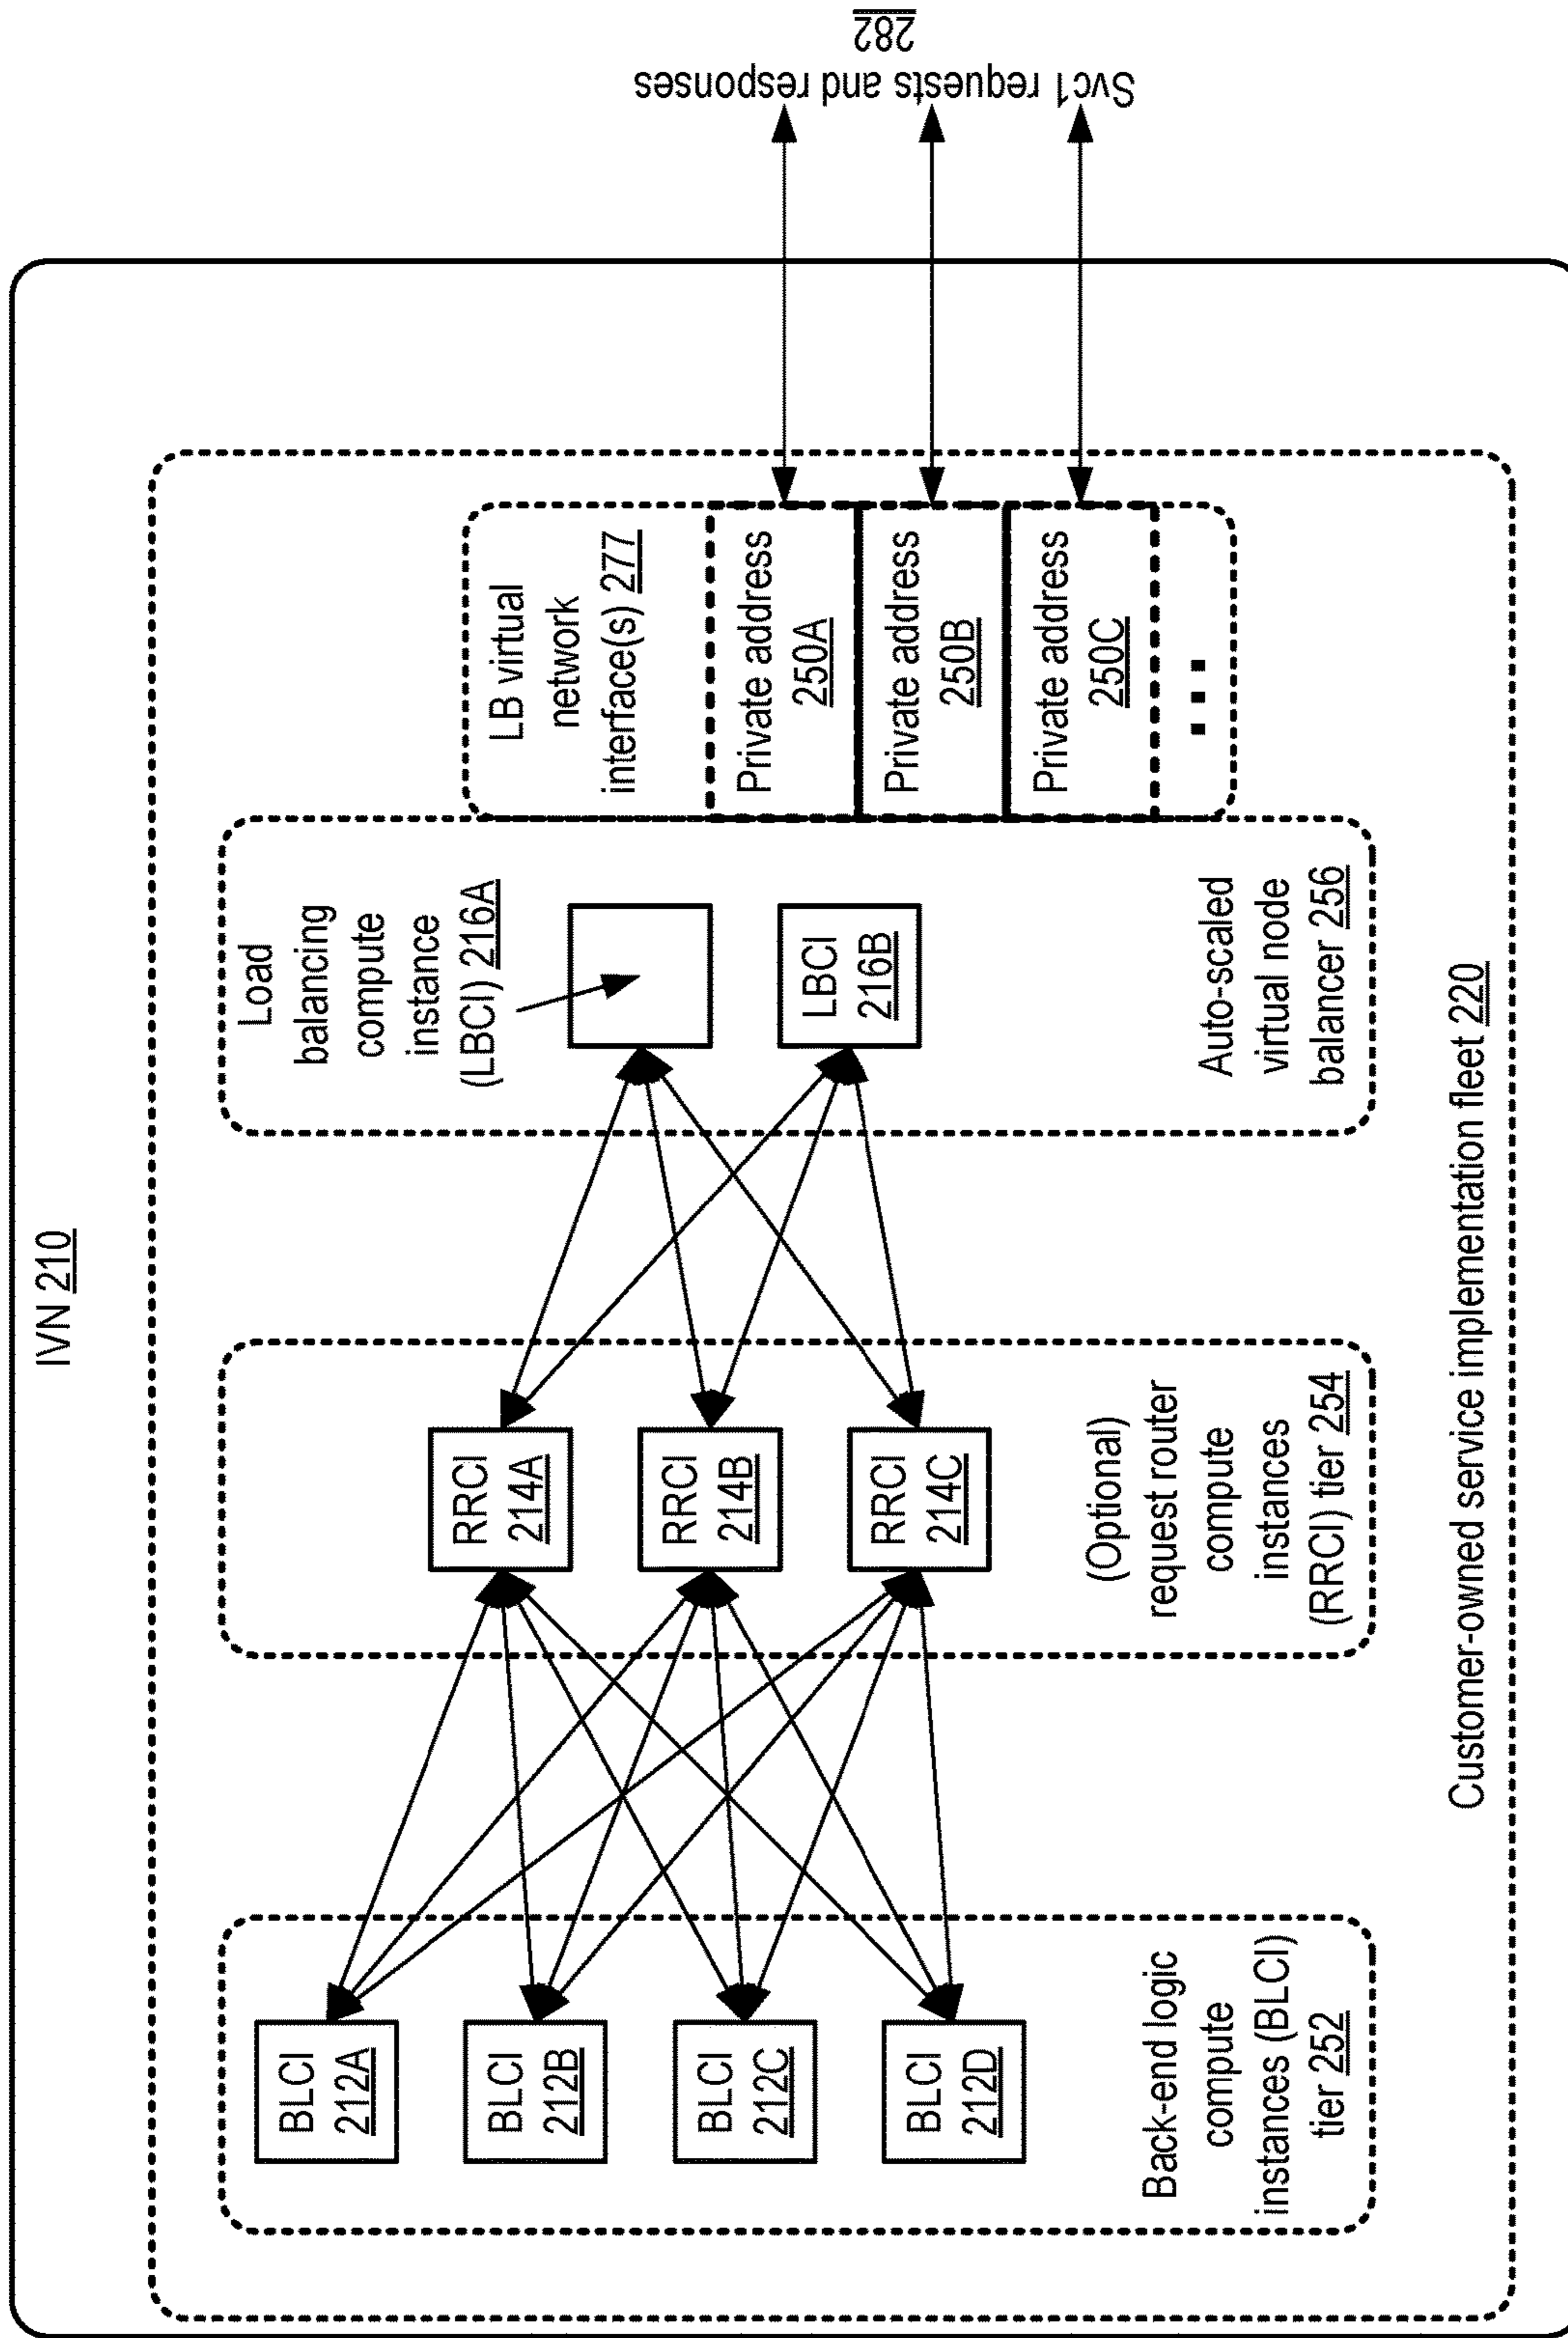 IVN 210
BLCI
212A
BLCI
212B
BLCI
212C
BLCI
212D
Back-end logic
compute
instances (BLCI)
tier 252
RRCI
214A
RRCI
214B
RRCI
214C
(Optional)
request router
compute
instances
(RRCI) tier 254
Load
balancing
compute
instance
(LBCI) 216A
LBCI
216B
Auto-scaled
virtual node
balancer 256
LB virtual
network
interface(s) 277
Private address
250A
Private address
250B
Private address
250C
...
Customer-owned service implementation fleet 220
Svc1 requests and responses
282